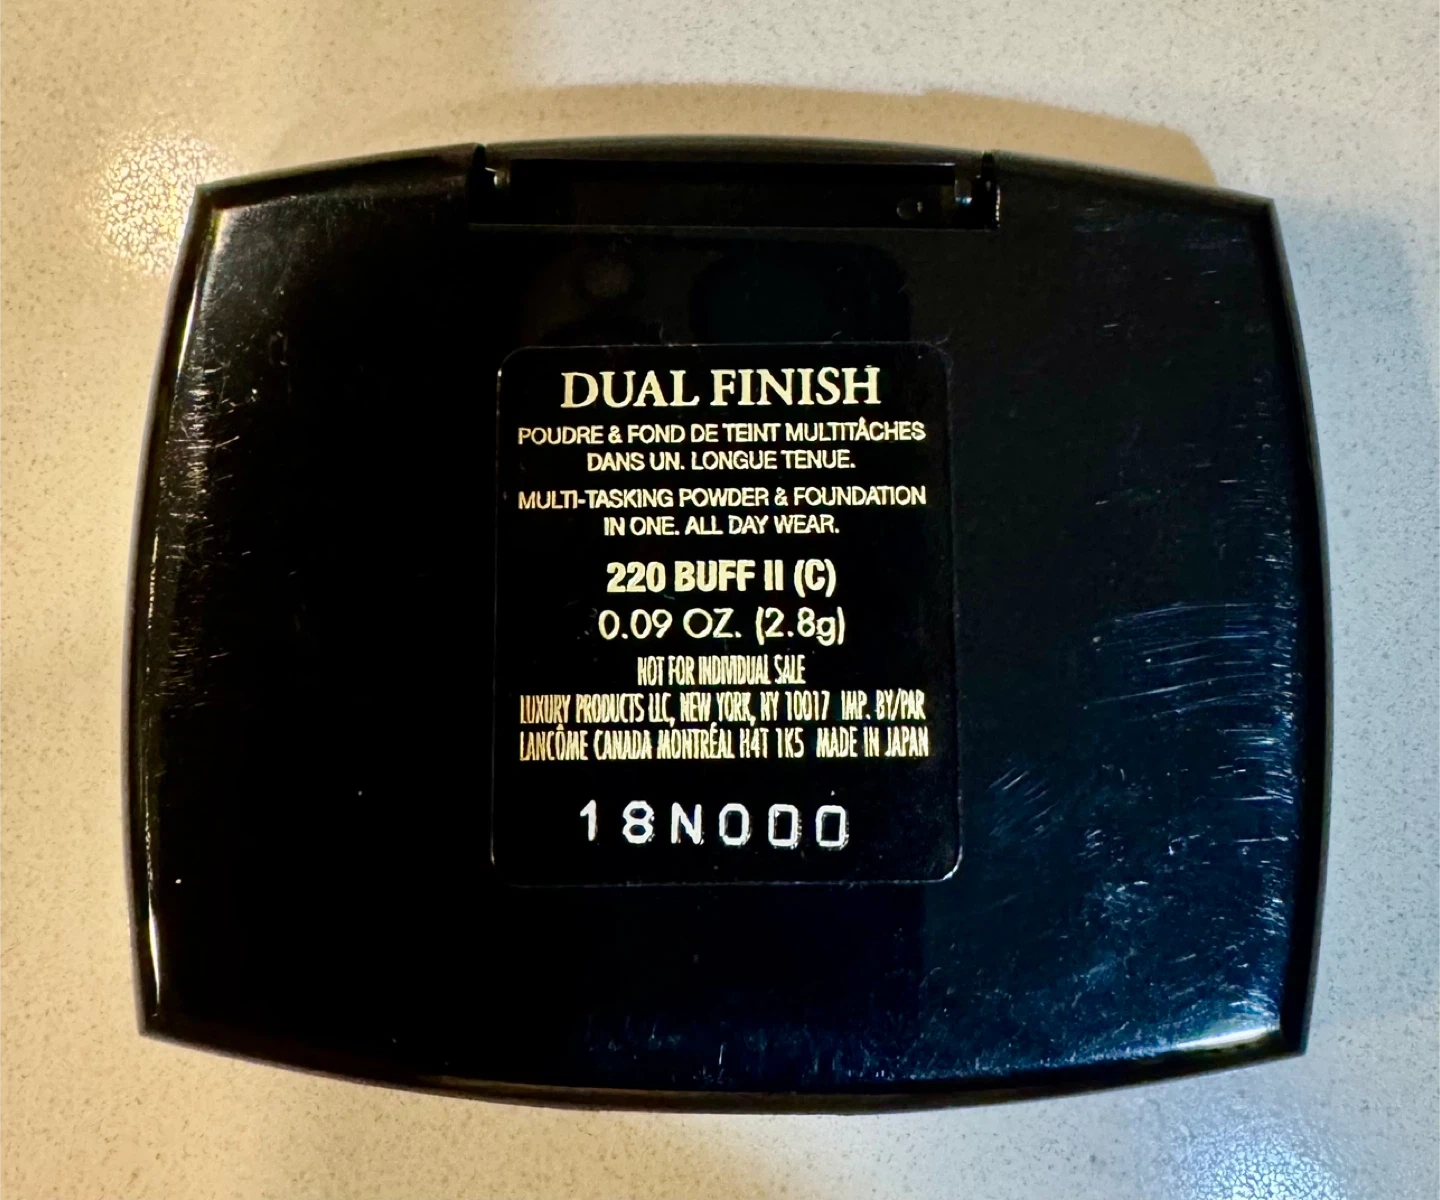 DUAL FINISH
POUDRE & FOND DE TEINT MULTITÂCHES
DANS UN. LONGUE TENUE.
MULTI-TASKING POWDER & FOUNDATION
IN ONE. ALL DAY WEAR.
220 BUFF II (C)
0.09 OZ. (2.8g)
NOT FOR INDIVIDUAL SALE
LUXURY PRODUCTS LLC, NEW YORK, NY 10017 IMP. BY/PAR
LANCÔME CANADA MONTRÉAL H4T 1K5 MADE IN JAPAN
18N000